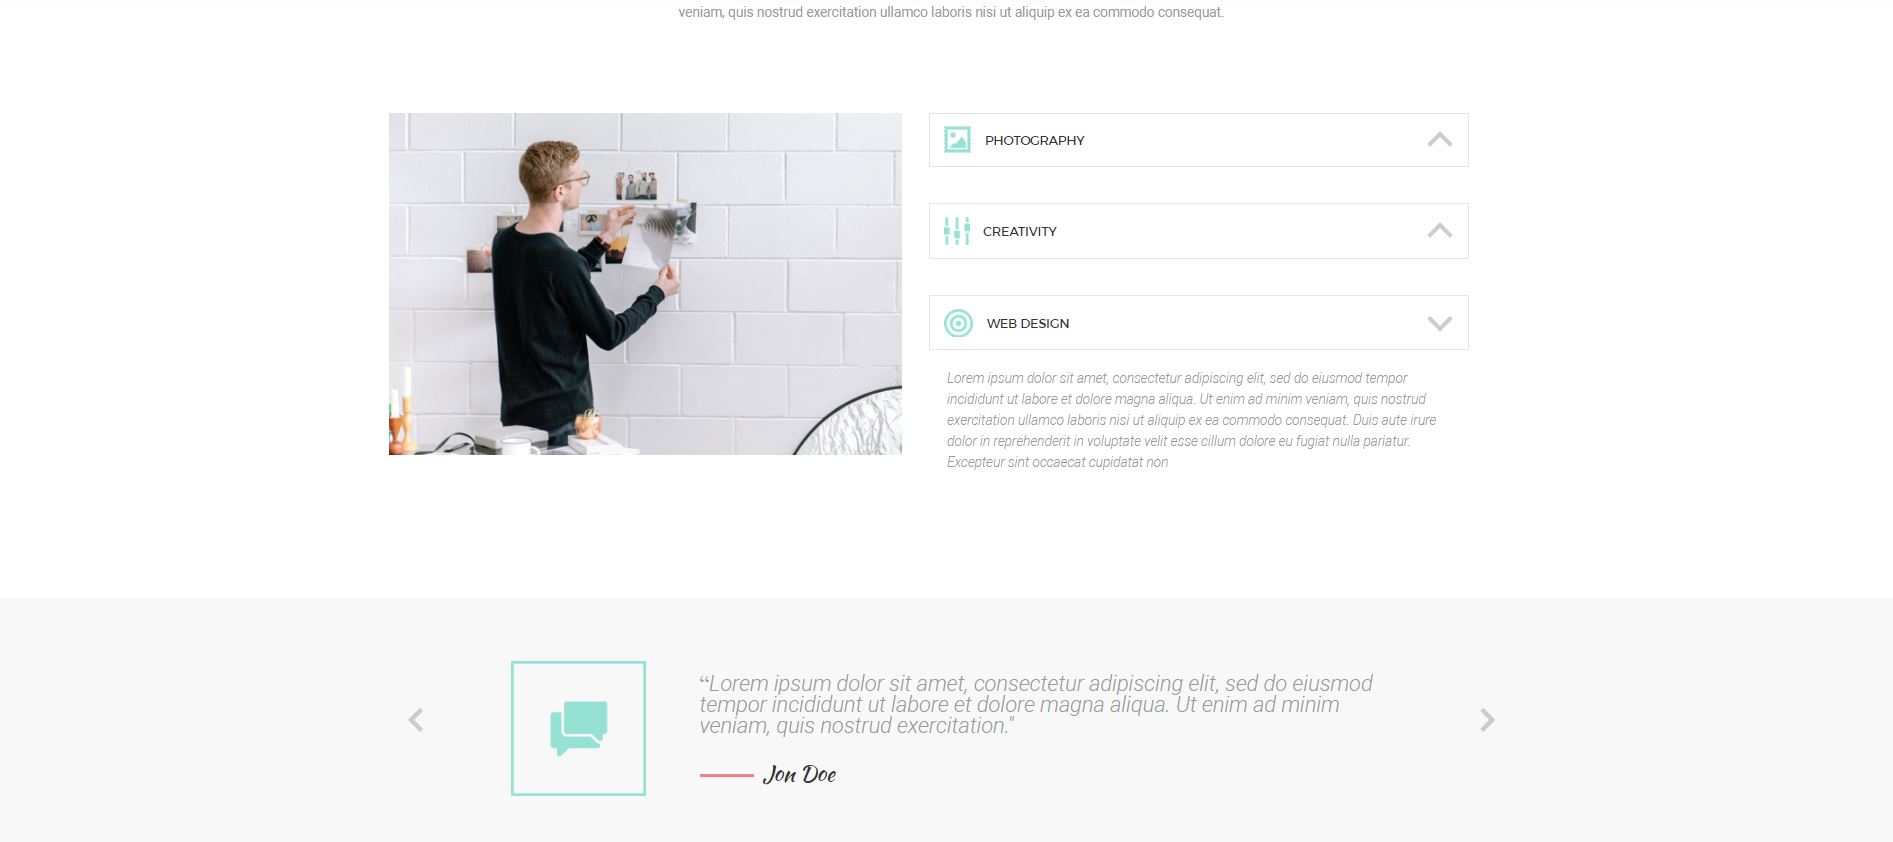 veniam, quis nostrud exercitation ullamco laboris nisi ut aliquip ex ea commodo consequat.
PHOTOGRAPHY
CREATIVITY
WEB DESIGN
Lorem ipsum dolor sit amet, consectetur adipiscing elit, sed do eiusmod tempor
incididunt ut labore et dolore magna aliqua. Ut enim ad minim veniam, quis nostrud
exercitation ullamco laboris nisi ut aliquip ex ea commodo consequat. Duis aute irure
dolor in reprehenderit in voluptate velit esse cillum dolore eu fugiat nulla pariatur.
Excepteur sint occaecat cupidatat non
“Lorem ipsum dolor sit amet, consectetur adipiscing elit, sed do eiusmod
tempor incididunt ut labore et dolore magna aliqua. Ut enim ad minim
veniam, quis nostrud exercitation."
Jon Doe